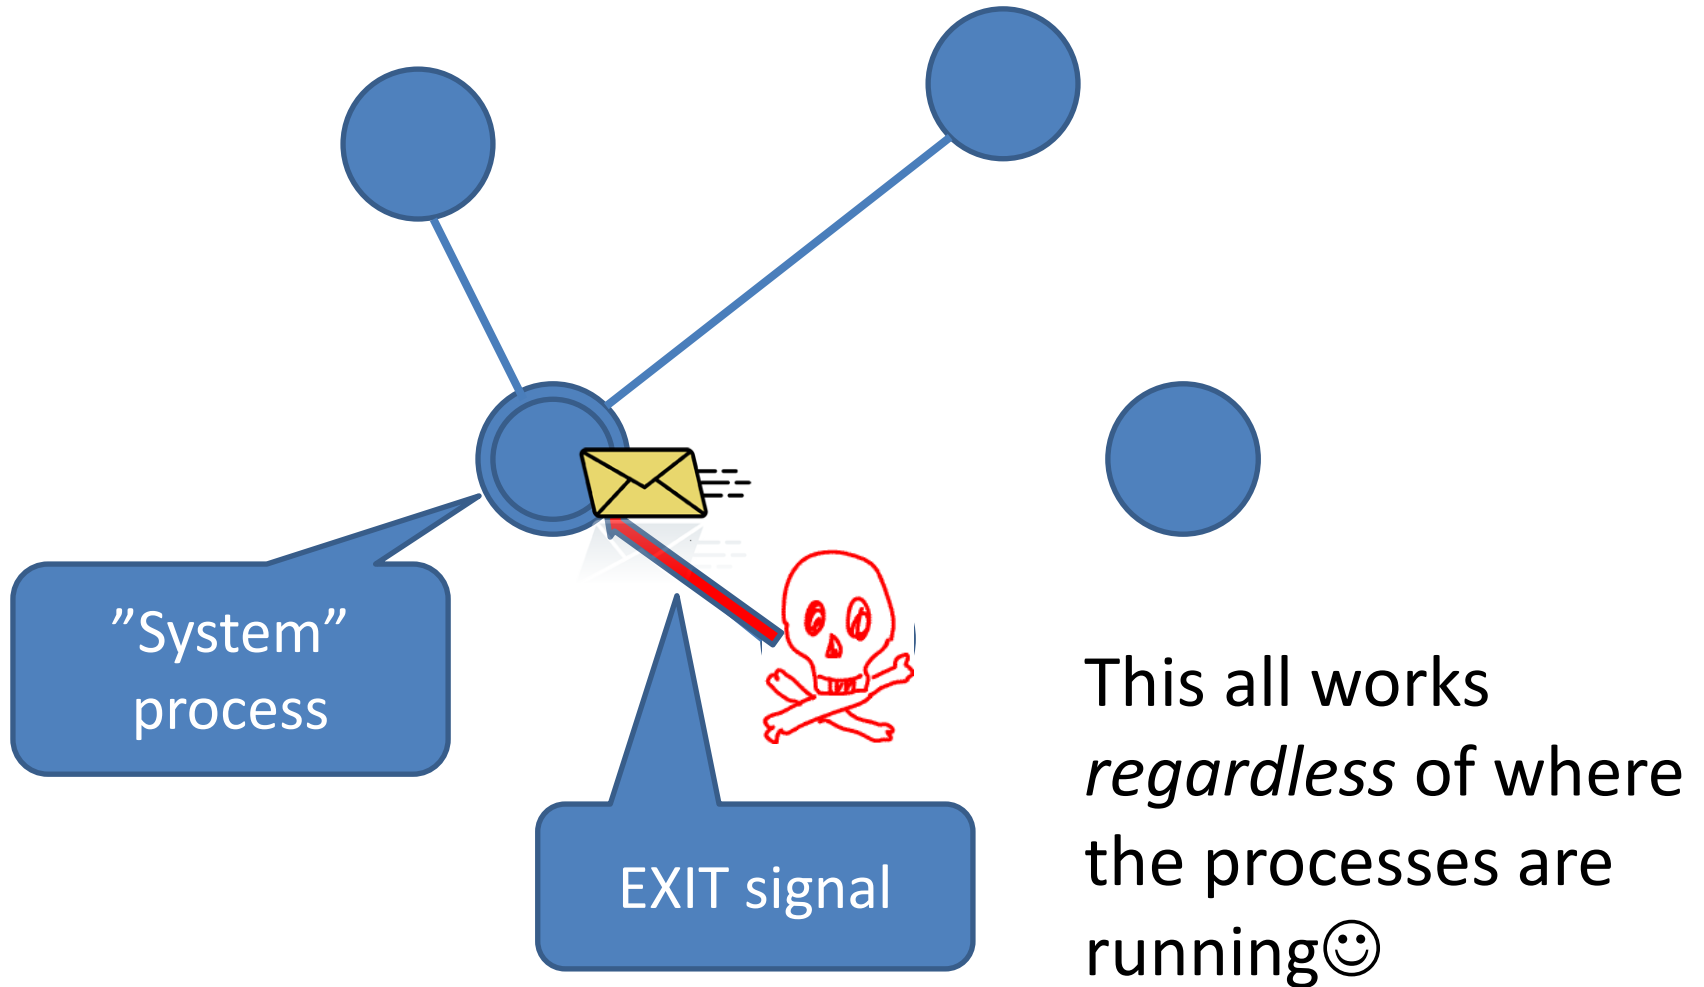 ”System”
process
EXIT signal
This all works
regardless of where
the processes are
running☺